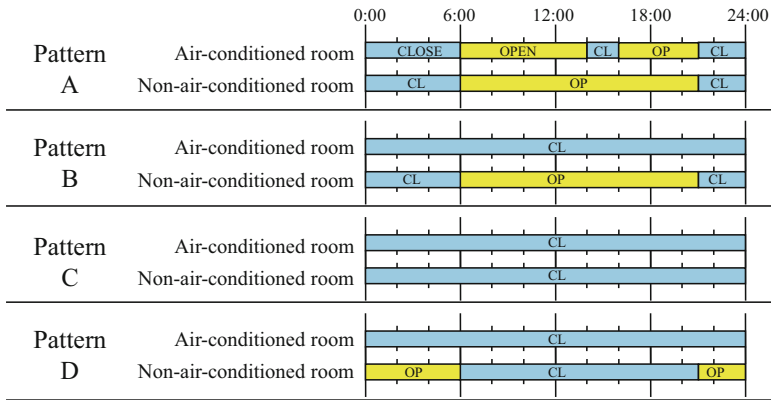 0:00 6:00 12:00 18:00 24:00
Pattern A
Air-conditioned room CLOSE OPEN CL OP CL
Non-air-conditioned room CL OP CL
Pattern B
Air-conditioned room CL
Non-air-conditioned room CL OP CL
Pattern C
Air-conditioned room CL
Non-air-conditioned room CL
Pattern D
Air-conditioned room CL
Non-air-conditioned room OP CL OP